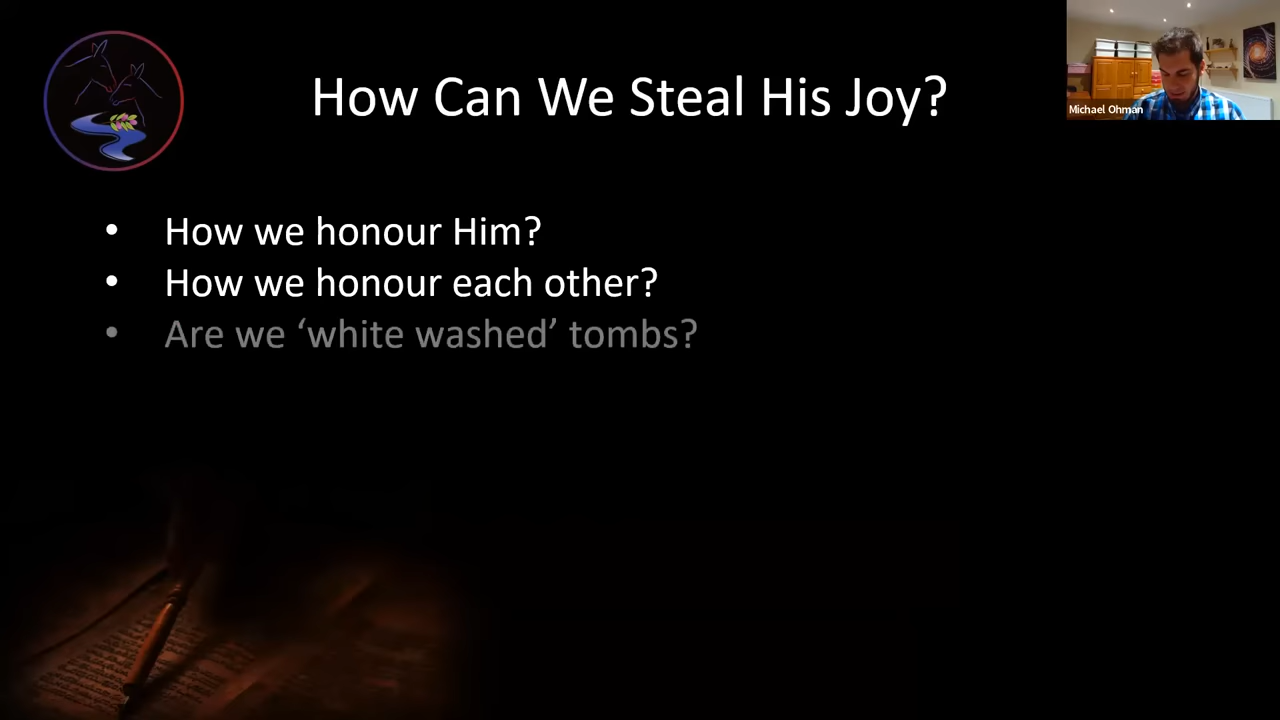 How Can We Steal His Joy?
Michael Ohman
• How we honour Him?
• How we honour each other?
• Are we ‘white washed’ tombs?